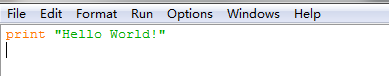 File Edit Format Run Options Windows Help
print "Hello World!"